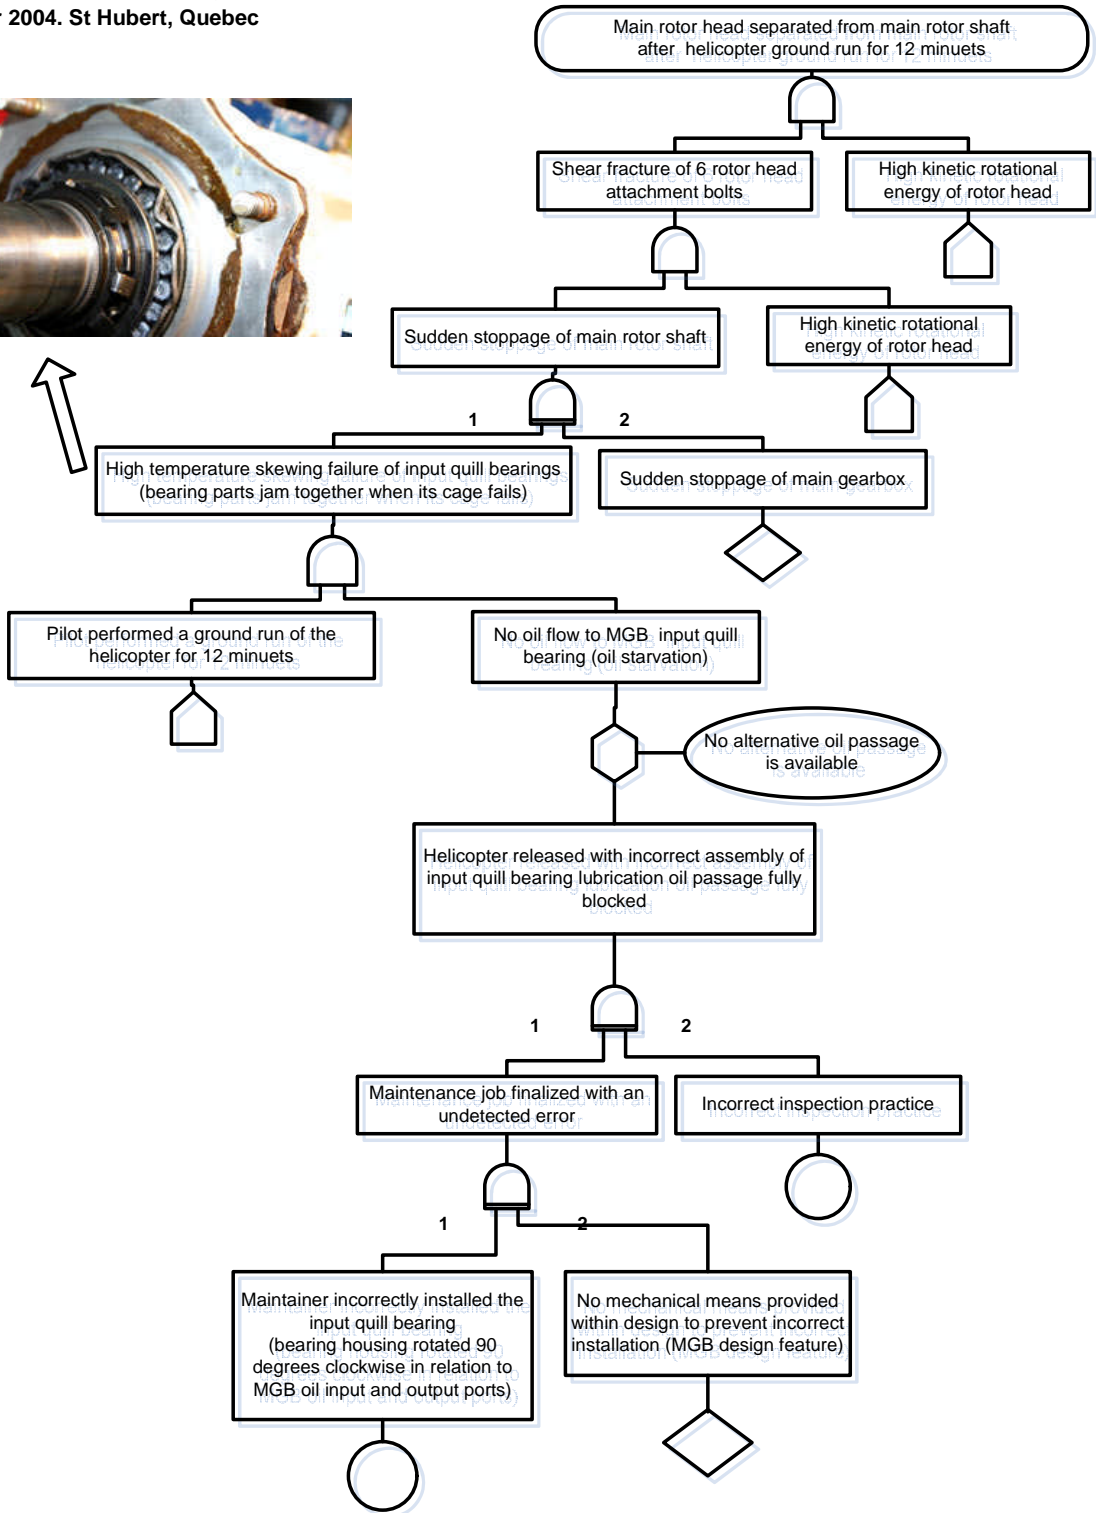 2004. St Hubert, Quebec
Main rotor head separated from main rotor shaft
after helicopter ground run for 12 minuets
Shear fracture of 6 rotor head
attachment bolts
High kinetic rotational
energy of rotor head
Sudden stoppage of main rotor shaft
High kinetic rotational
energy of rotor head
1
2
High temperature skewing failure of input quill bearings
(bearing parts jam together when its cage fails)
Sudden stoppage of main gearbox
Pilot performed a ground run of the
helicopter for 12 minuets
No oil flow to MGB input quill
bearing (oil starvation)
No alternative oil passage
is available
Helicopter released with incorrect assembly of
input quill bearing lubrication oil passage fully
blocked
1
2
Maintenance job finalized with an
undetected error
Incorrect inspection practice
1
2
Maintainer incorrectly installed the
input quill bearing
(bearing housing rotated 90
degrees clockwise in relation to
MGB oil input and output ports)
No mechanical means provided
within design to prevent incorrect
installation (MGB design feature)